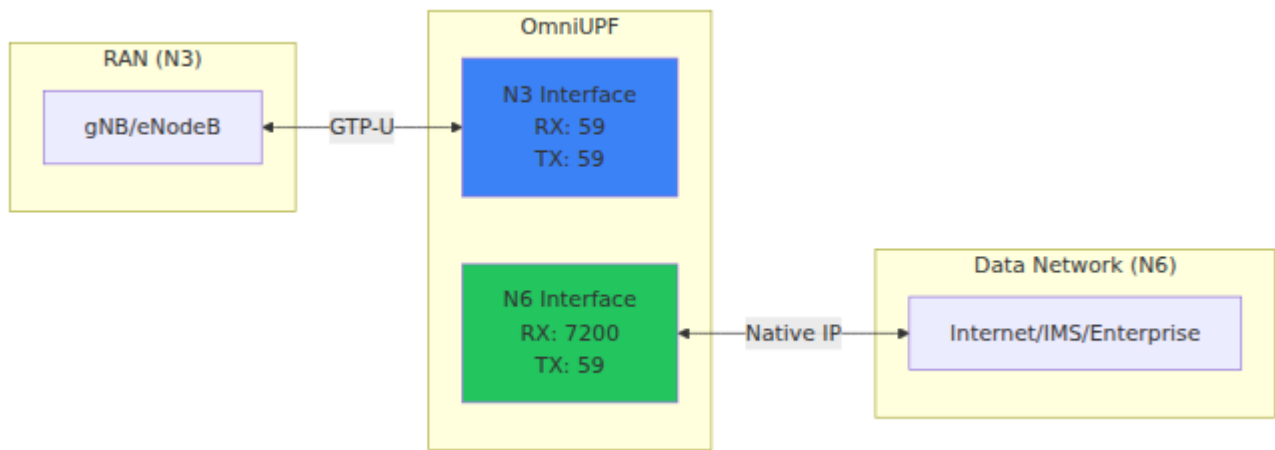 RAN (N3)
gNB/eNodeB
GTP-U
OmniUPF
N3 Interface
RX: 59
TX: 59
N6 Interface
RX: 7200
TX: 59
Native IP
Data Network (N6)
Internet/IMS/Enterprise